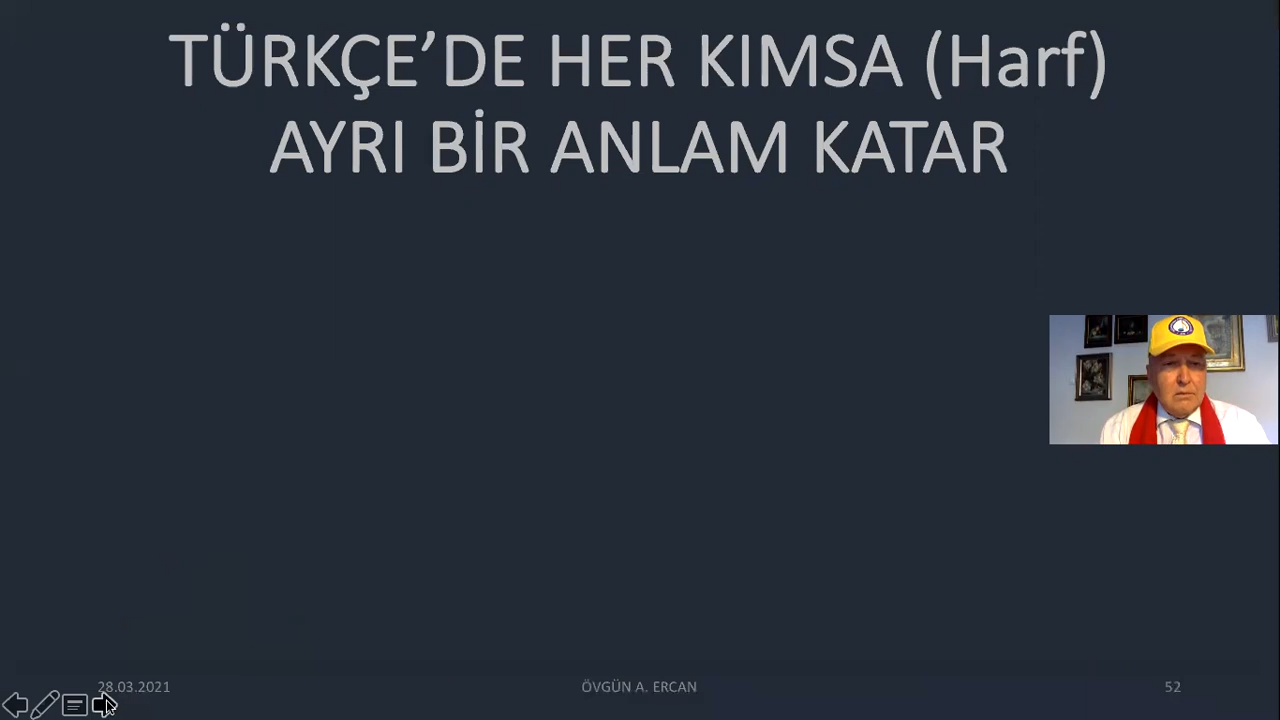 TÜRKÇE’DE HER KIMSA (Harf)
AYRI BİR ANLAM KATAR
28.03.2021
ÖVGÜN A. ERCAN
52